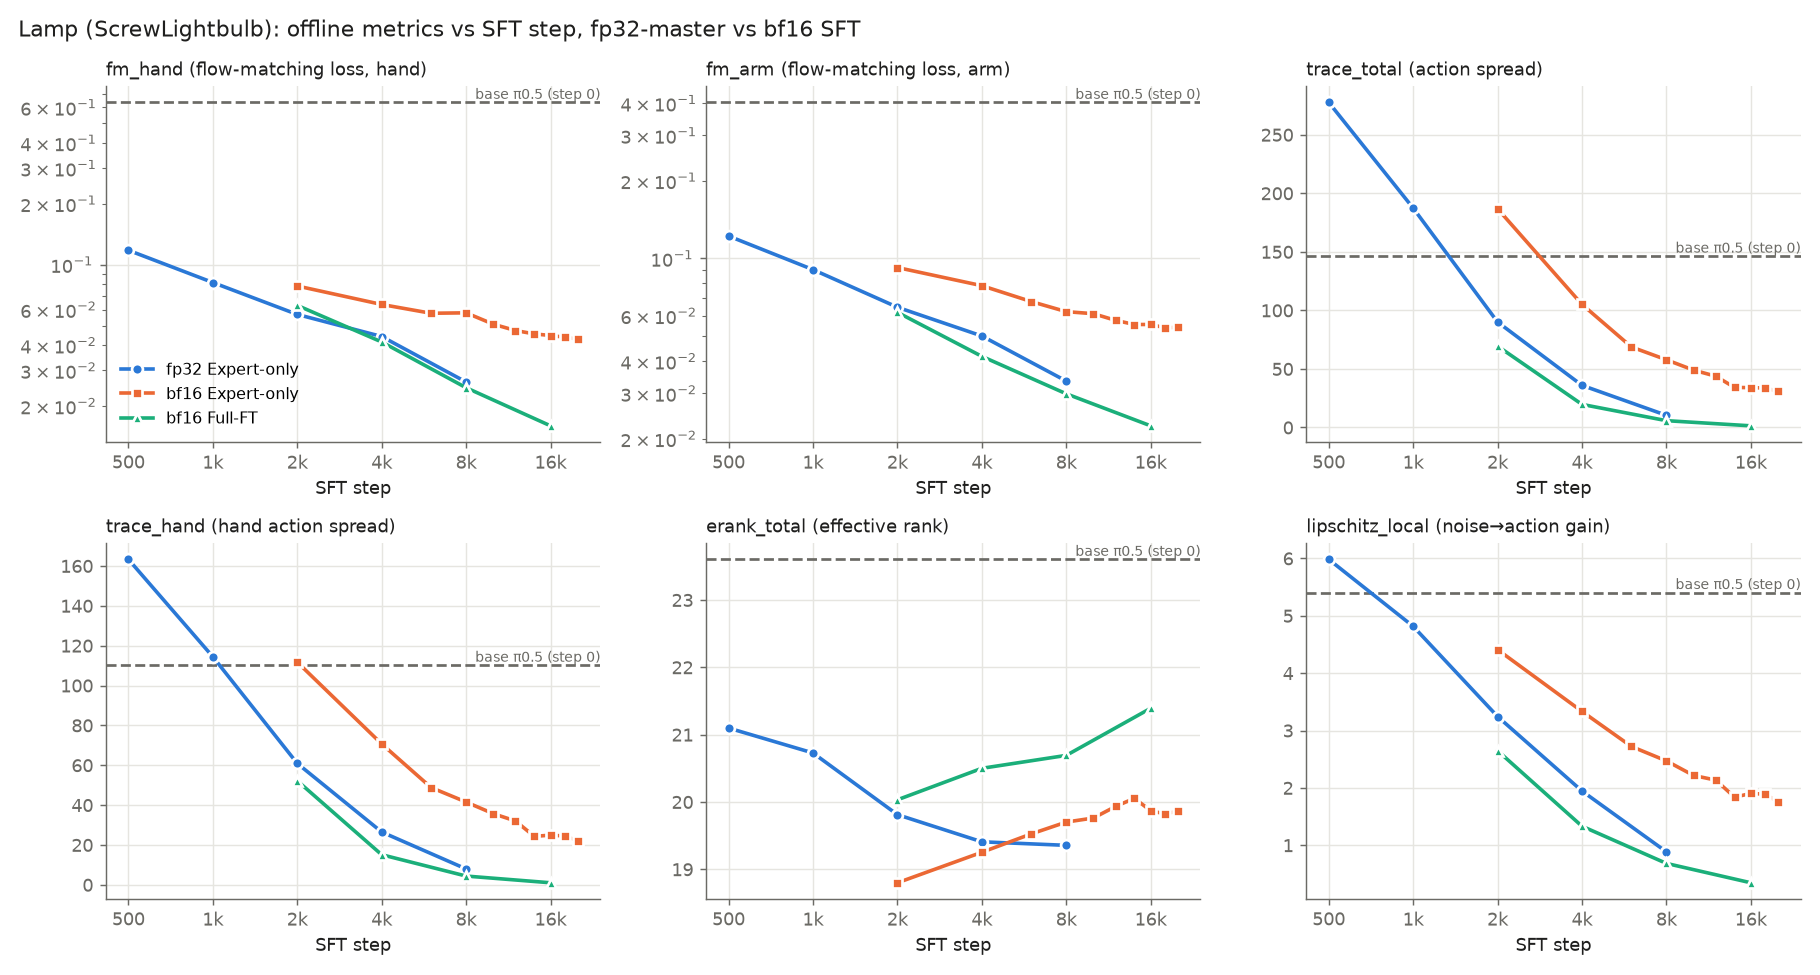 Lamp (ScrewLightbulb): offline metrics vs SFT step, fp32-master vs bf16 SFT
fm_hand (flow-matching loss, hand)
base π0.5 (step 0)
6 × 10⁻¹
4 × 10⁻¹
3 × 10⁻¹
2 × 10⁻¹
10⁻¹
6 × 10⁻²
4 × 10⁻²
3 × 10⁻²
2 × 10⁻²
fp32 Expert-only
bf16 Expert-only
bf16 Full-FT
500 1k 2k 4k 8k 16k
SFT step
fm_arm (flow-matching loss, arm)
base π0.5 (step 0)
4 × 10⁻¹
3 × 10⁻¹
2 × 10⁻¹
10⁻¹
6 × 10⁻²
4 × 10⁻²
3 × 10⁻²
2 × 10⁻²
500 1k 2k 4k 8k 16k
SFT step
trace_total (action spread)
250
200
150
base π0.5 (step 0)
100
50
0
500 1k 2k 4k 8k 16k
SFT step
trace_hand (hand action spread)
160
140
120
base π0.5 (step 0)
100
80
60
40
20
0
500 1k 2k 4k 8k 16k
SFT step
erank_total (effective rank)
base π0.5 (step 0)
23
22
21
20
19
500 1k 2k 4k 8k 16k
SFT step
lipschitz_local (noise→action gain)
6
base π0.5 (step 0)
5
4
3
2
1
500 1k 2k 4k 8k 16k
SFT step